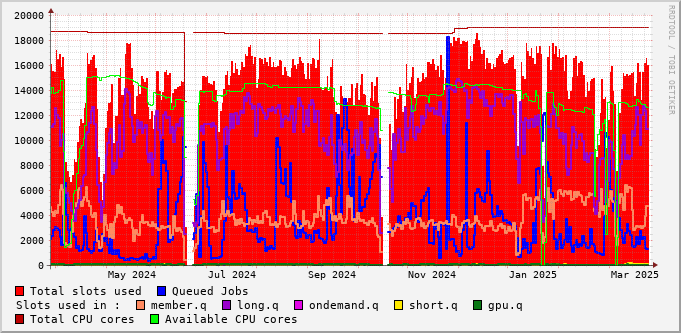 20000
18000
16000
14000
12000
10000
8000
6000
4000
2000
0
May 2024 Jul 2024 Sep 2024 Nov 2024 Jan 2025 Mar 2025
RRDTOOL / TOBI OETIKER
Total slots used Queued Jobs
Slots used in : member.q long.q ondemand.q short.q gpu.q
Total CPU cores Available CPU cores